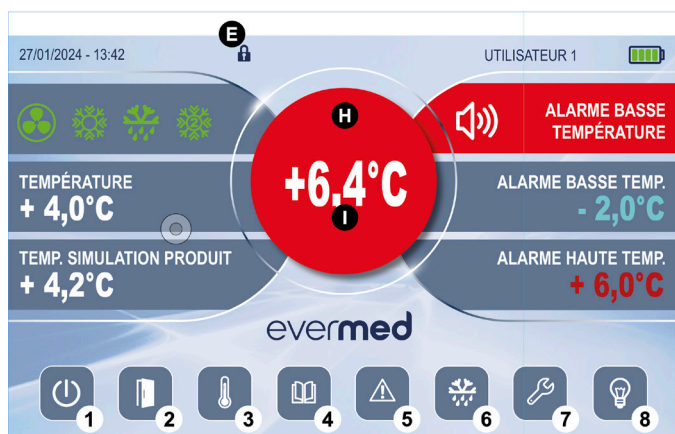 E
27/01/2024 - 13:42
UTILISATEUR 1
2
H
ALARME BASSE
TEMPÉRATURE
+6.4°C
I
TEMPÉRATURE
+ 4,0°C
ALARME BASSE TEMP.
- 2,0°C
TEMP. SIMULATION PRODUIT
+ 4,2°C
ALARME HAUTE TEMP.
+ 6,0°C
evermed
1
2
3
4
5
6
7
8